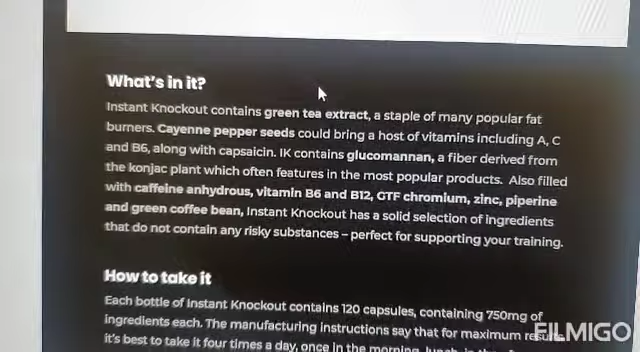 What's in it?
Instant Knockout contains green tea extract, a staple of many popular fat
burners. Cayenne pepper seeds could bring a host of vitamins including A, C
and B6, along with capsaicin. IK contains glucomannan, a fiber derived from
the konjac plant which often features in the most popular products. Also filled
with caffeine anhydrous, vitamin B6 and B12, GTF chromium, zinc, piperine
and green coffee bean, Instant Knockout has a solid selection of ingredients
that do not contain any risky substances – perfect for supporting your training.
How to take it
Each bottle of Instant Knockout contains 120 capsules, containing 750mg of
ingredients each. The manufacturing instructions say that for maximum results
it's best to take it four times a day, once in the morning, lunch, in the
FILMIGO